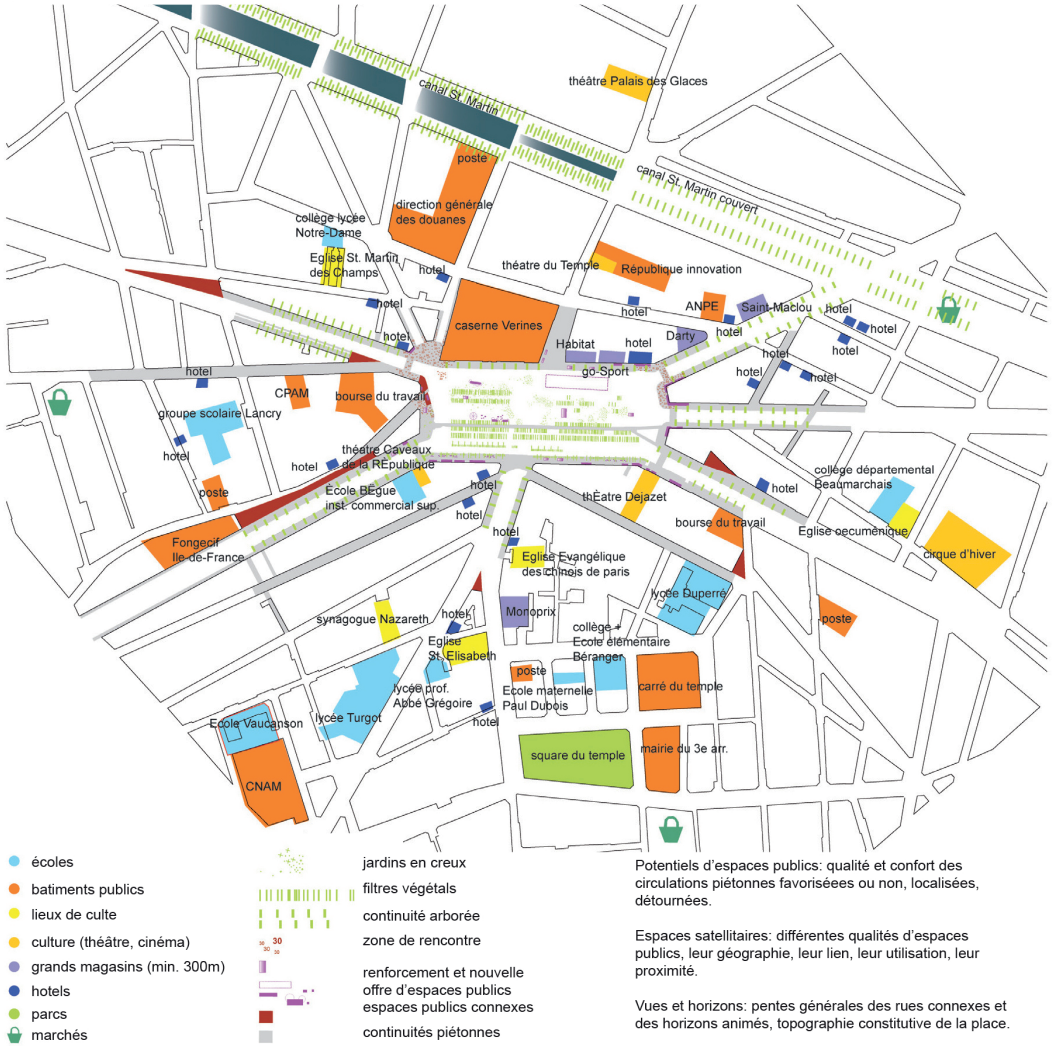 théâtre Palais des Glaces
canal St. Martin
poste
canal St. Martin couvert
direction générale
des douanes
collège lycée
Notre-Dame
Eglise St. Martin
des Champs
hotel
théatre du Temple
République innovation
hotel
hotel
ANPE
Saint-Maclou
hotel
hotel
hotel
hotel
caserne Verines
Darty
hotel
Habitat
hotel
go-Sport
hotel
hotel
hotel
hotel
CPAM
bourse du travail
groupe scolaire Lancry
hotel
théatre Caveaux
de la REpublique
hotel
École BEgue
inst. commercial sup.
hotel
hotel
poste
thEatre Dejazet
hotel
collège départemental
Beaumarchais
bourse du travail
Eglise oecuménique
cirque d'hiver
Fongecif
Ile-de-France
hotel
Eglise Evangélique
des chinois de paris
lycée Duperré
synagogue Nazareth
hotel
Monoprix
poste
Eglise
St. Elisabeth
collège +
Ecole élémentaire
Béranger
poste
lycée prof.
Abbé Grégoire
Ecole maternelle
Paul Dubois
carré du temple
hotel
Ecole Vaucanson
lycée Turgot
square du temple
mairie du 3e arr.
CNAM
écoles
batiments publics
lieux de culte
culture (théâtre, cinéma)
grands magasins (min. 300m)
hotels
parcs
marchés
jardins en creux
filtres végétals
continuité arborée
30 30 30 30
zone de rencontre
renforcement et nouvelle
offre d'espaces publics
espaces publics connexes
continuités piétonnes
Potentiels d'espaces publics: qualité et confort des
circulations piétonnes favoriséees ou non, localisées,
détournées.
Espaces satellitaires: différentes qualités d'espaces
publics, leur géographie, leur lien, leur utilisation, leur
proximité.
Vues et horizons: pentes générales des rues connexes et
des horizons animés, topographie constitutive de la place.